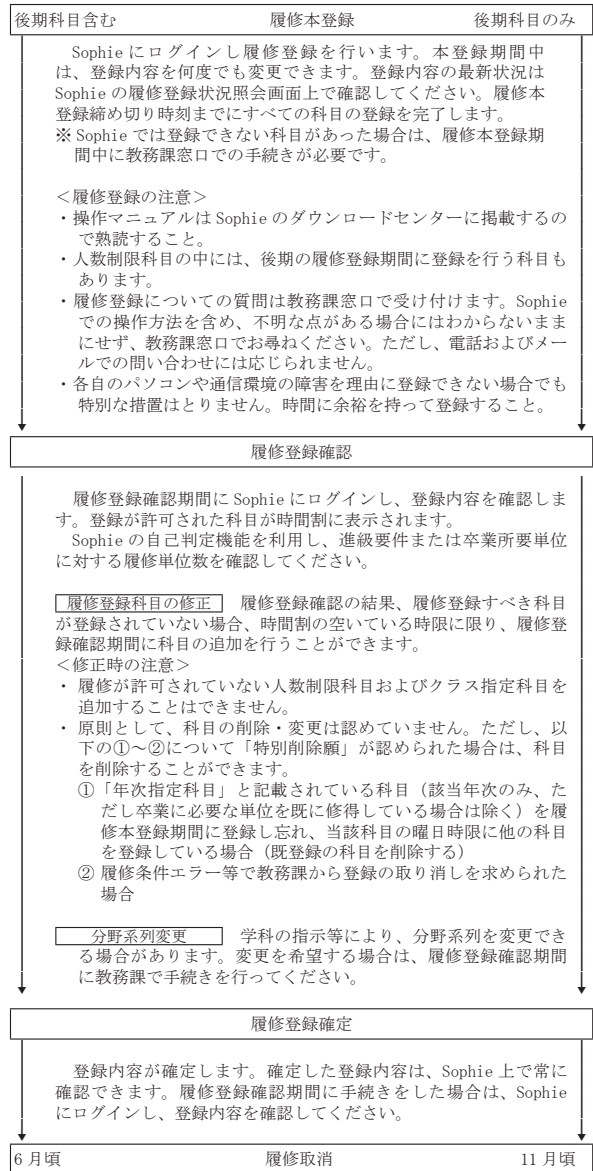 後期科目含む 履修本登録 後期科目のみ
Sophie にログインし履修登録を行います。本登録期間中
は、登録内容を何度でも変更できます。登録内容の最新状況は
Sophie の履修登録状況照会画面上で確認してください。履修本
登録締め切り時刻までにすべての科目の登録を完了します。
※ Sophie では登録できない科目があった場合は、履修本登録期
間中に教務課窓口での手続きが必要です。
＜履修登録の注意＞
・操作マニュアルは Sophie のダウンロードセンターに掲載するの
で熟読すること。
・人数制限科目の中には、後期の履修登録期間に登録を行う科目も
あります。
・履修登録についての質問は教務課窓口で受け付けます。Sophie
での操作方法を含め、不明な点がある場合にはわからないまま
にせず、教務課窓口でお尋ねください。ただし、電話およびメー
ルでの問い合わせには応じられません。
・各自のパソコンや通信環境の障害を理由に登録できない場合でも
特別な措置はとりません。時間に余裕を持って登録すること。
履修登録確認
履修登録確認期間に Sophie にログインし、登録内容を確認しま
す。登録が許可された科目が時間割に表示されます。
Sophie の自己判定機能を利用し、進級要件または卒業所要単位
に対する履修単位数を確認してください。
履修登録科目の修正 履修登録確認の結果、履修登録すべき科目
が登録されていない場合、時間割の空いている時限に限り、履修登
録確認期間に科目の追加を行うことができます。
＜修正時の注意＞
・ 履修が許可されていない人数制限科目およびクラス指定科目を
追加することはできません。
・ 原則として、科目の削除・変更は認めていません。ただし、以
下の①～②について「特別削除願」が認められた場合は、科目
を削除することができます。
①「年次指定科目」と記載されている科目（該当年次のみ、た
だし卒業に必要な単位を既に修得している場合は除く）を履
修本登録期間に登録し忘れ、当該科目の曜日時限に他の科目
を登録している場合（既登録の科目を削除する）
② 履修条件エラー等で教務課から登録の取り消しを求められた
場合
分野系列変更 学科の指示等により、分野系列を変更でき
る場合があります。変更を希望する場合は、履修登録確認期間
に教務課で手続きを行ってください。
履修登録確定
登録内容が確定します。確定した登録内容は、Sophie 上で常に
確認できます。履修登録確認期間に手続きをした場合は、Sophie
にログインし、登録内容を確認してください。
6 月頃 履修取消 11 月頃